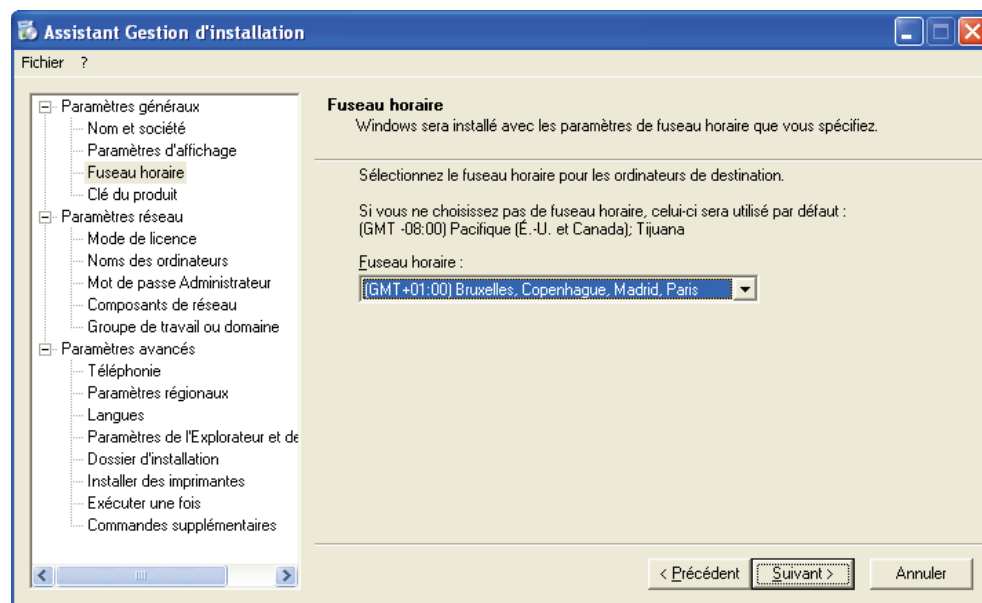 Assistant Gestion d'installation
Fichier ?
Paramètres généraux
Nom et société
Paramètres d'affichage
Fuseau horaire
Clé du produit
Paramètres réseau
Mode de licence
Noms des ordinateurs
Mot de passe Administrateur
Composants de réseau
Groupe de travail ou domaine
Paramètres avancés
Téléphonie
Paramètres régionaux
Langues
Paramètres de l'Explorateur et de
Dossier d'installation
Installer des imprimantes
Exécuter une fois
Commandes supplémentaires
Fuseau horaire
Windows sera installé avec les paramètres de fuseau horaire que vous spécifiez.
Sélectionnez le fuseau horaire pour les ordinateurs de destination.
Si vous ne choisissez pas de fuseau horaire, celui-ci sera utilisé par défaut :
(GMT -08:00) Pacifique (É.-U. et Canada); Tijuana
Fuseau horaire :
(GMT+01:00) Bruxelles, Copenhague, Madrid, Paris
< Précédent
Suivant >
Annuler